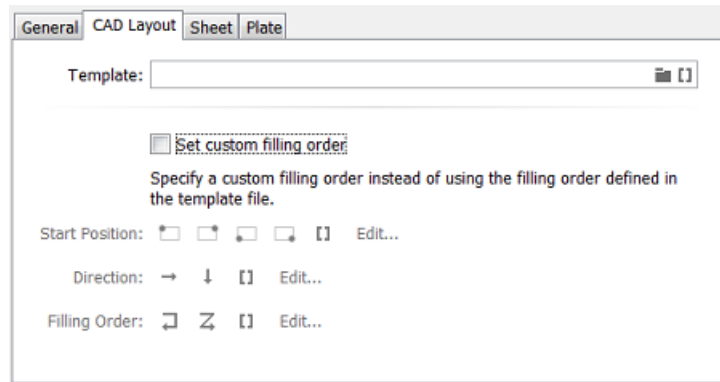 General CAD Layout Sheet Plate
Template:
Set custom filling order
Specify a custom filling order instead of using the filling order defined in
the template file.
Start Position: Edit...
Direction: Edit...
Filling Order: Edit...